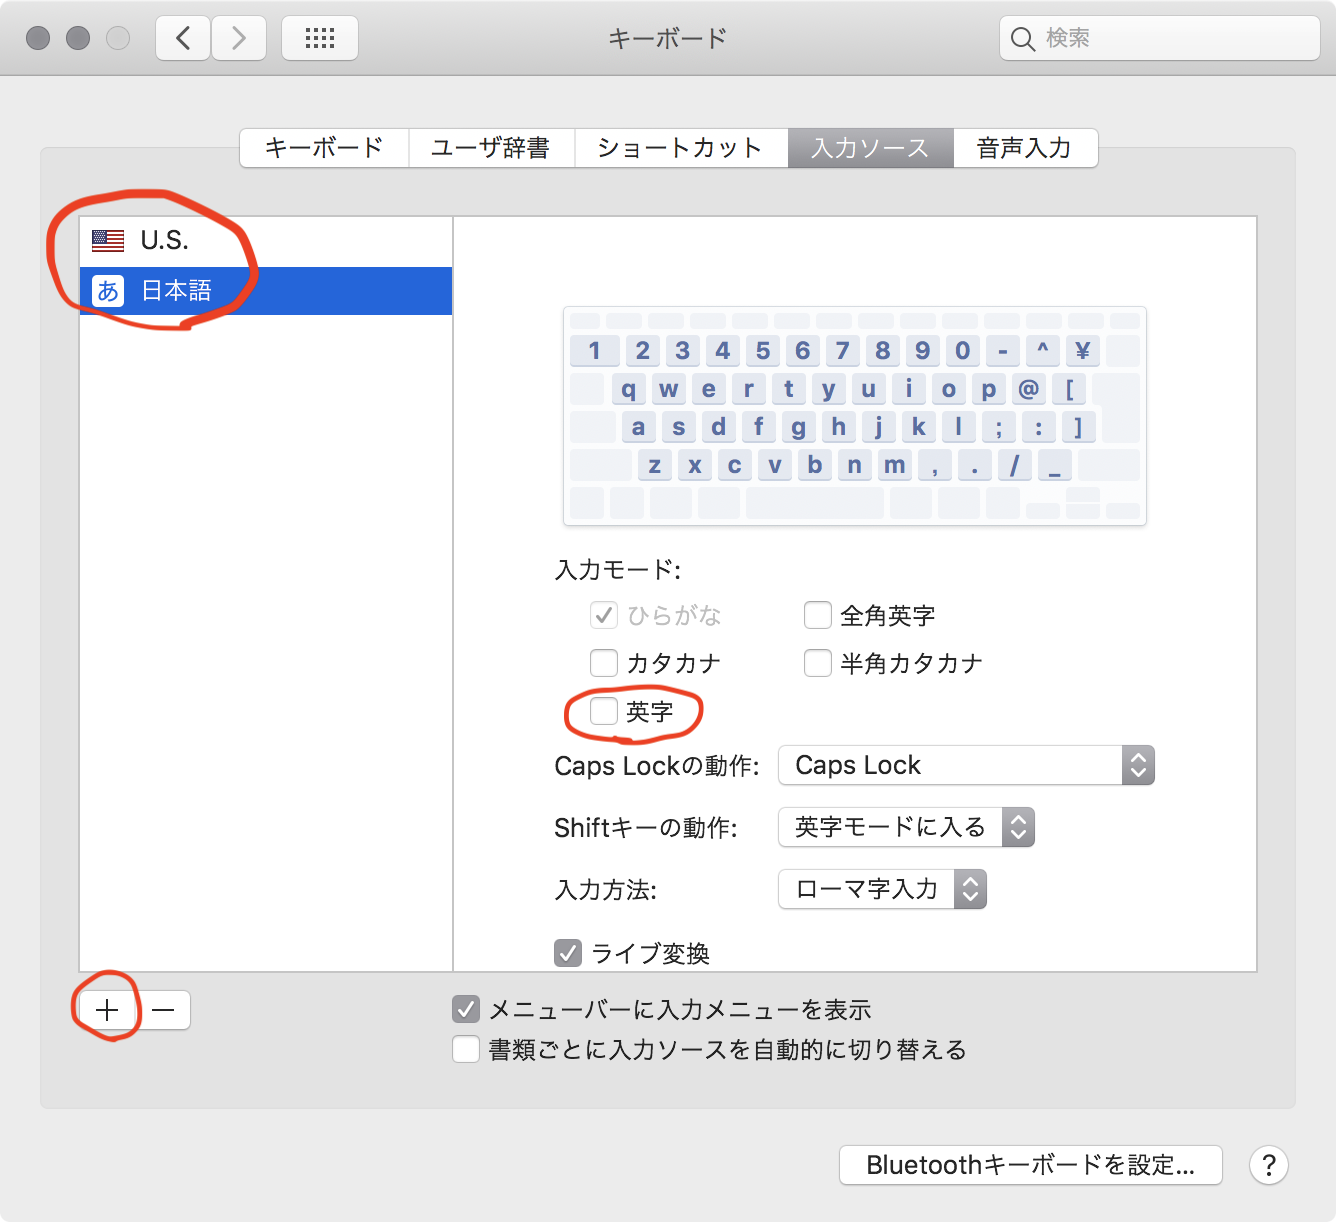 キーボード
検索
キーボード
ユーザ辞書
ショートカット
入力ソース
音声入力
U.S.
あ 日本語
1 2 3 4 5 6 7 8 9 0 - ^ ¥
q w e r t y u i o p @ [
a s d f g h j k l ; : ]
z x c v b n m , . / _
入力モード:
ひらがな
全角英字
カタカナ
半角カタカナ
英字
Caps Lockの動作: Caps Lock
Shiftキーの動作: 英字モードに入る
入力方法: ローマ字入力
ライブ変換
メニューバーに入力メニューを表示
書類ごとに入力ソースを自動的に切り替える
Bluetoothキーボードを設定...
?